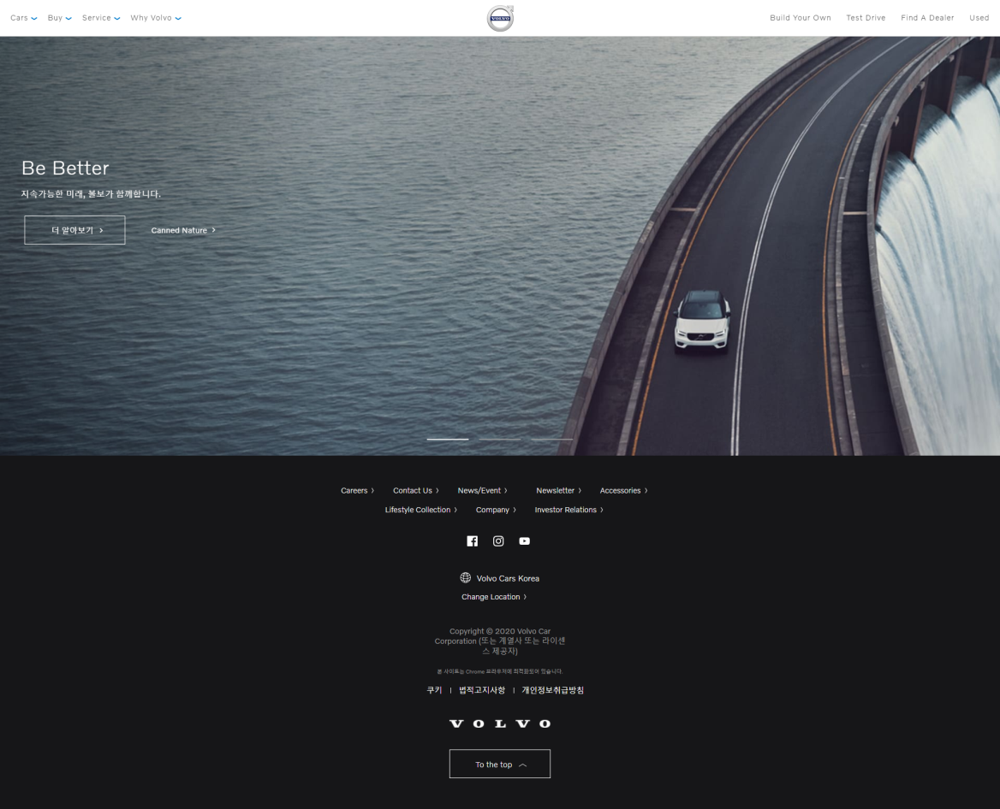 Cars Buy Service Why Volvo
VOLVO
Build Your Own Test Drive Find A Dealer Used
Be Better
지속가능한 미래, 볼보가 함께합니다.
더 알아보기 Canned Nature
Careers Contact Us News/Event Newsletter Accessories
Lifestyle Collection Company Investor Relations
Volvo Cars Korea
Change Location
Copyright © 2020 Volvo Car
Corporation (또는 계열사 또는 라이센
스 제공자)
본 사이트는 Chrome 브라우저에 최적화되어 있습니다.
쿠키 | 법적고지사항 | 개인정보취급방침
VOLVO
To the top